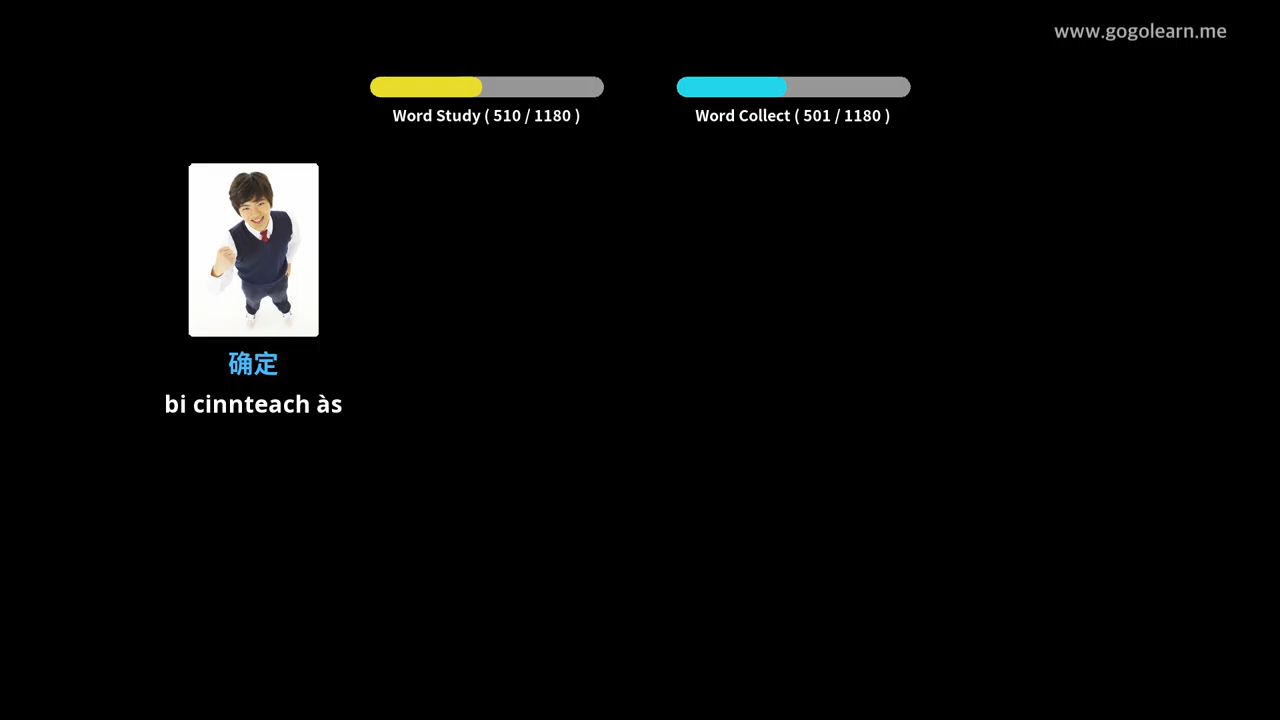 www.gogolearn.me
Word Study ( 510 / 1180 )
Word Collect ( 501 / 1180 )
确定
bi cinnteach às